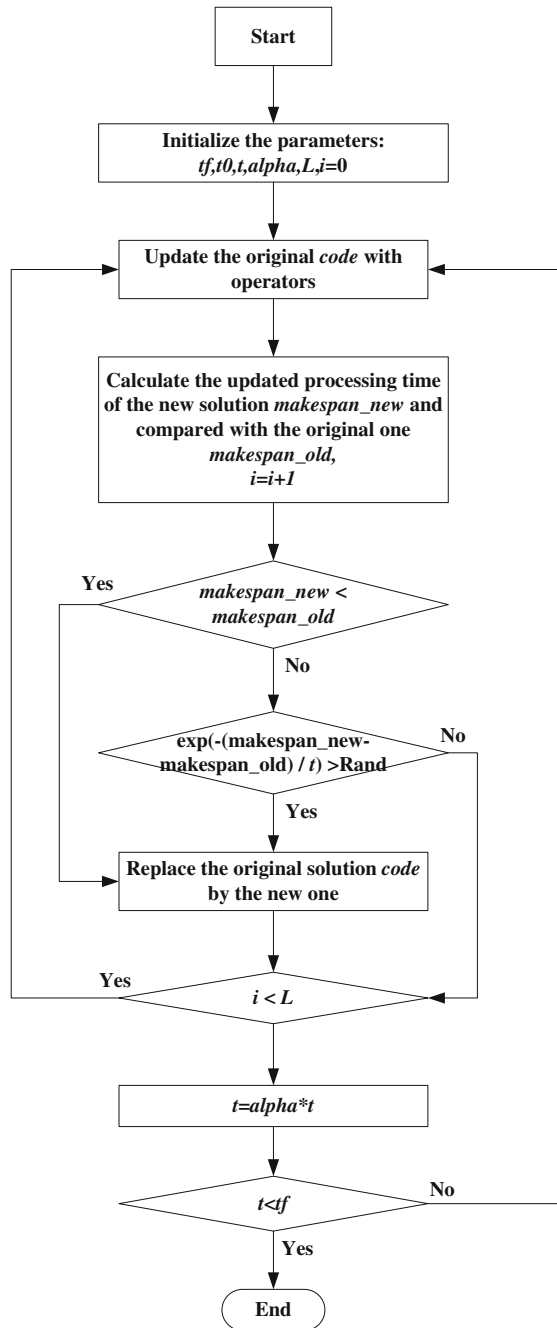 Start
Initialize the parameters:
tf,t0,t,alpha,L,i=0
Update the original code with
operators
Calculate the updated processing time
of the new solution makespan_new and
compared with the original one
makespan_old,
i=i+1
Yes
makespan_new <
makespan_old
No
exp(-(makespan_new-
makespan_old) / t) >Rand
No
Yes
Replace the original solution code
by the new one
Yes
i < L
t=alpha*t
t<tf
No
Yes
End